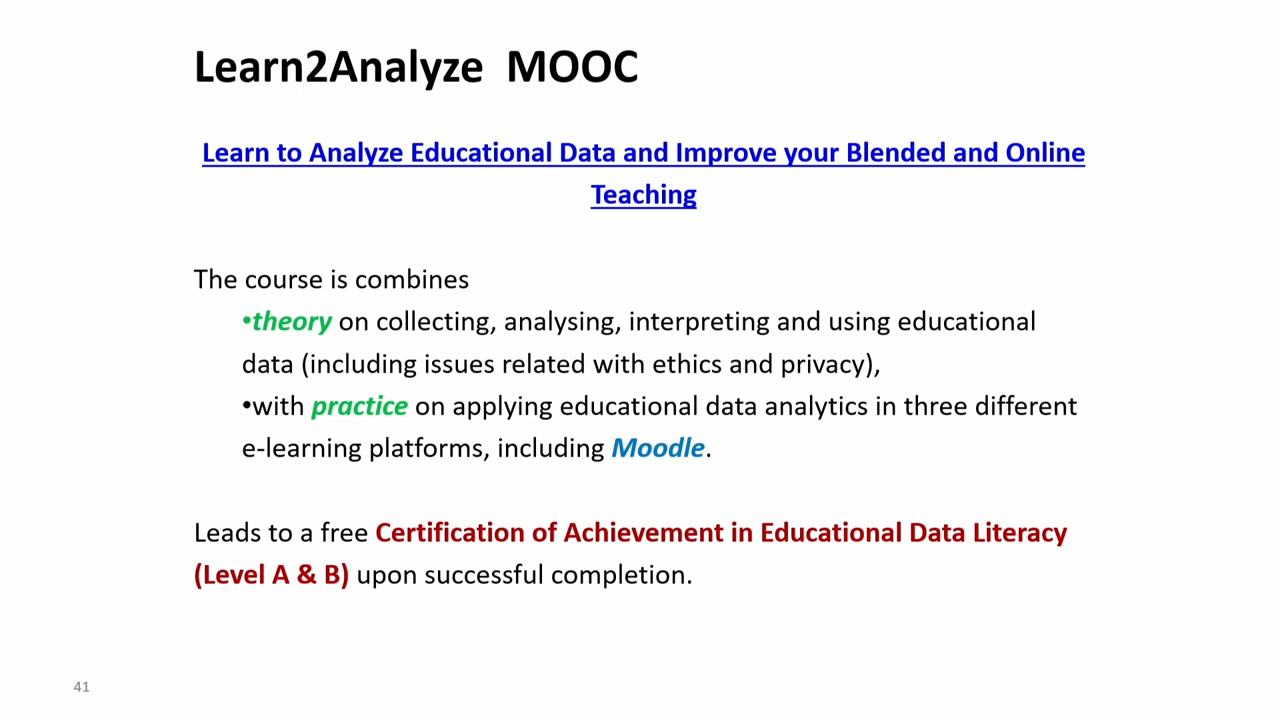 Learn2Analyze MOOC
Learn to Analyze Educational Data and Improve your Blended and Online
Teaching
The course is combines
•theory on collecting, analysing, interpreting and using educational
data (including issues related with ethics and privacy),
•with practice on applying educational data analytics in three different
e-learning platforms, including Moodle.
Leads to a free Certification of Achievement in Educational Data Literacy
(Level A & B) upon successful completion.
41